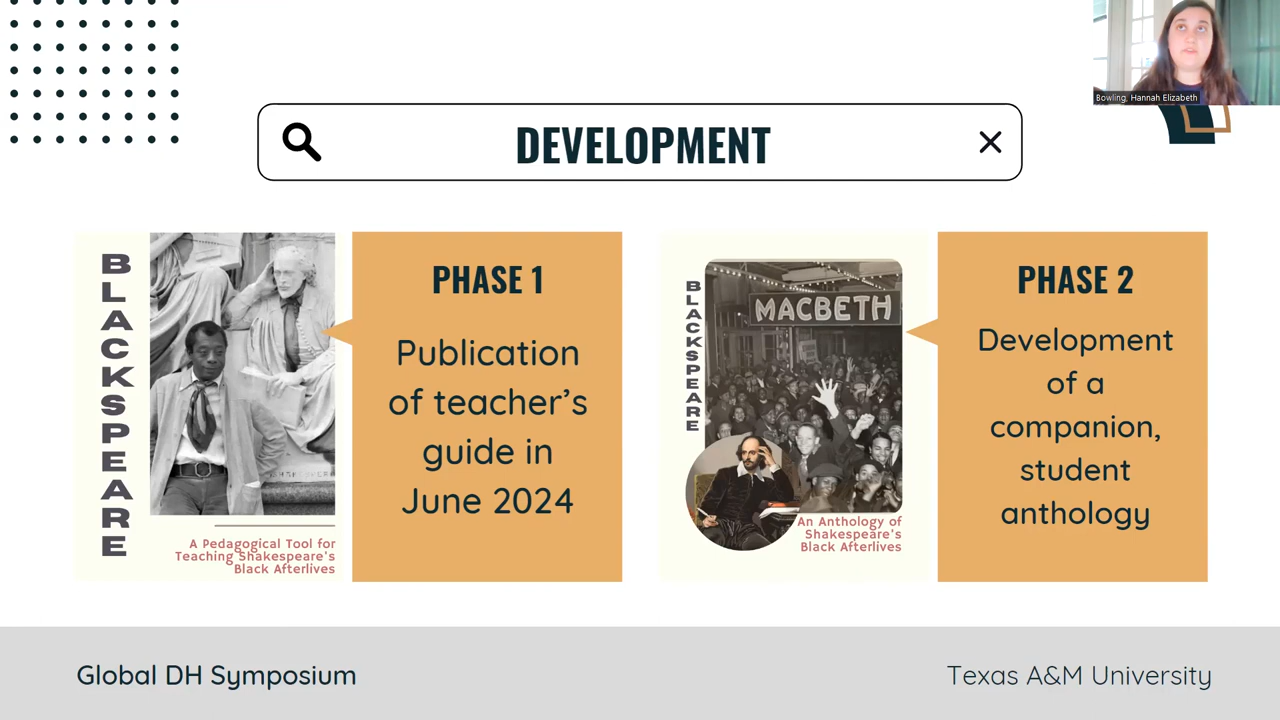 Bowling, Hannah Elizabeth
DEVELOPMENT
BLACKSPEARE
A Pedagogical Tool for
Teaching Shakespeare's
Black Afterlives
PHASE 1
Publication
of teacher's
guide in
June 2024
BLACKSPEARE
MACBETH
An Anthology of
Shakespeare's
Black Afterlives
PHASE 2
Development
of a
companion,
student
anthology
Global DH Symposium
Texas A&M University